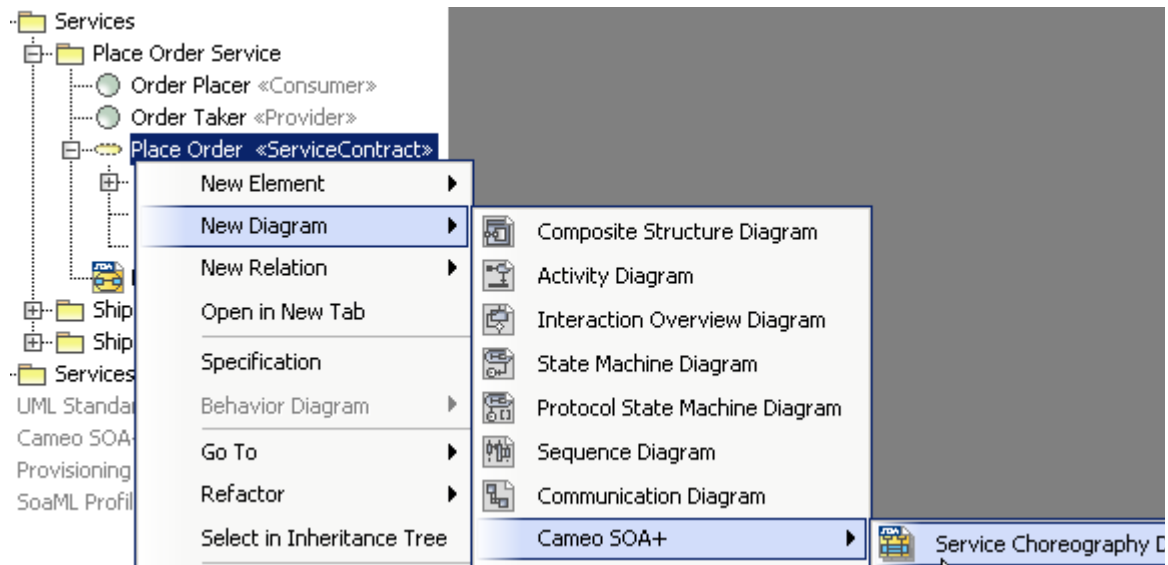 Services
Place Order Service
Order Placer «Consumer»
Order Taker «Provider»
Place Order «ServiceContract»
New Element
New Diagram
New Relation
Open in New Tab
Specification
Behavior Diagram
Go To
Refactor
Select in Inheritance Tree
Composite Structure Diagram
Activity Diagram
Interaction Overview Diagram
State Machine Diagram
Protocol State Machine Diagram
Sequence Diagram
Communication Diagram
Cameo SOA+
Service Choreography D
Ship
Ship
Services
UML Standar
Cameo SOA
Provisioning
SoaML Profil